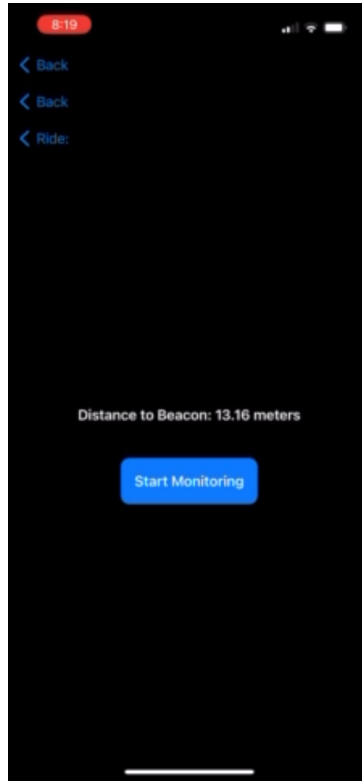 8:19
Back
Back
Ride:
Distance to Beacon: 13.16 meters
Start Monitoring